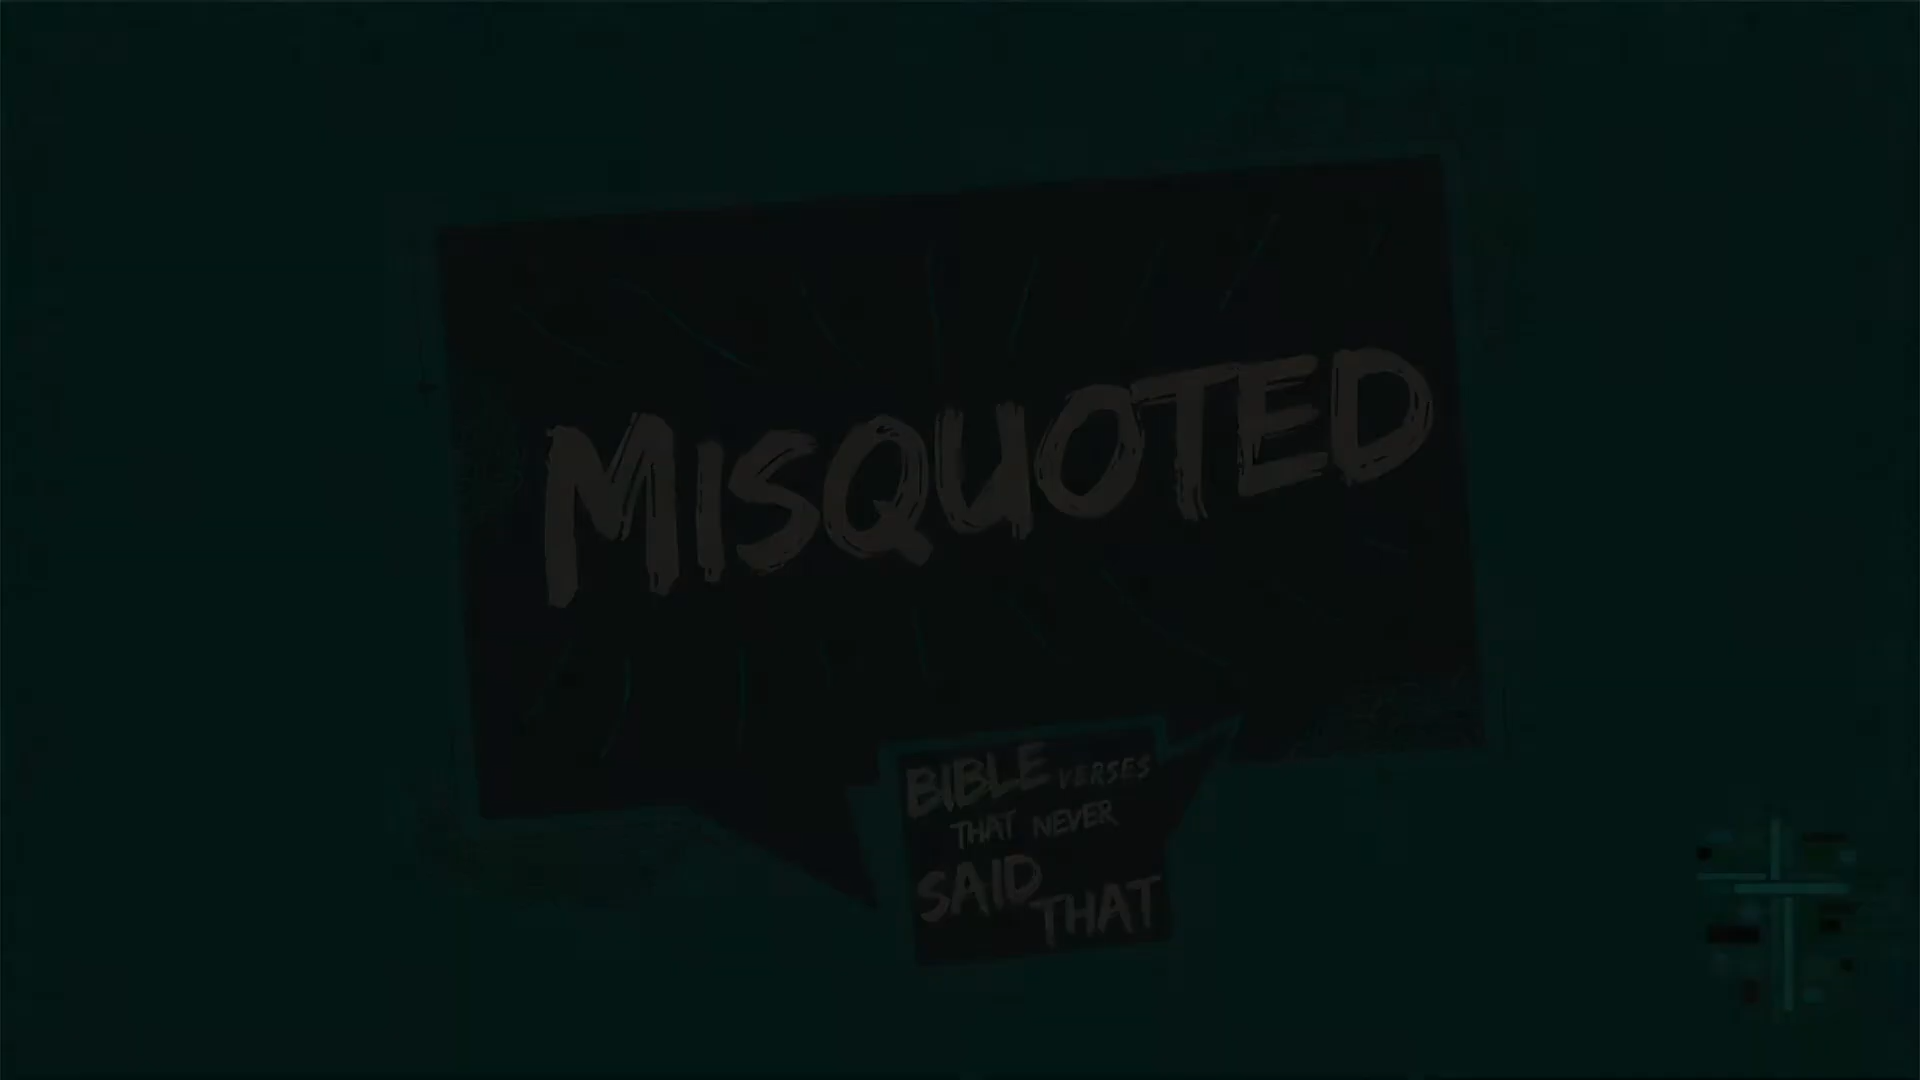 MISQUOTED
BIBLE VERSES
THAT NEVER
SAID
THAT